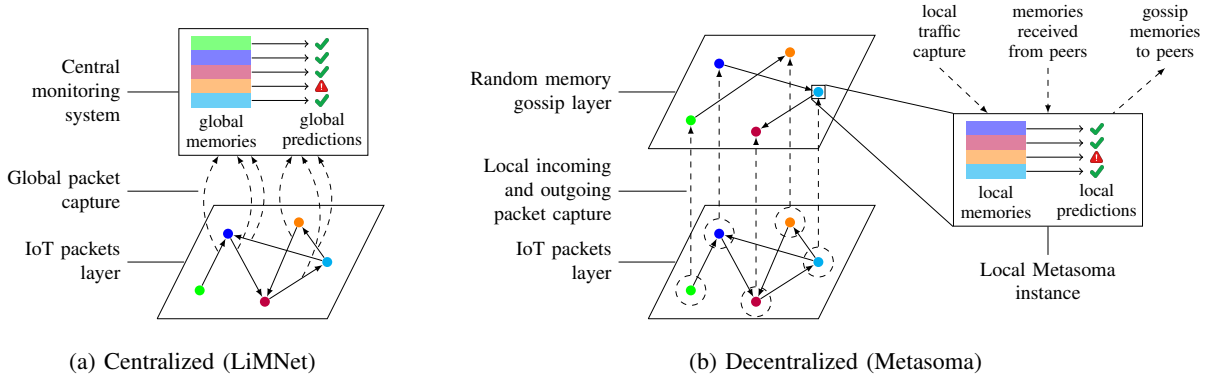 Central
monitoring
system
global
memories
global
predictions
Global packet
capture
IoT packets
layer
(a) Centralized (LiMNet)
Random memory
gossip layer
Local incoming
and outgoing
packet capture
IoT packets
layer
local
traffic
capture
memories
received
from peers
gossip
memories
to peers
local
memories
local
predictions
Local Metasoma
instance
(b) Decentralized (Metasoma)